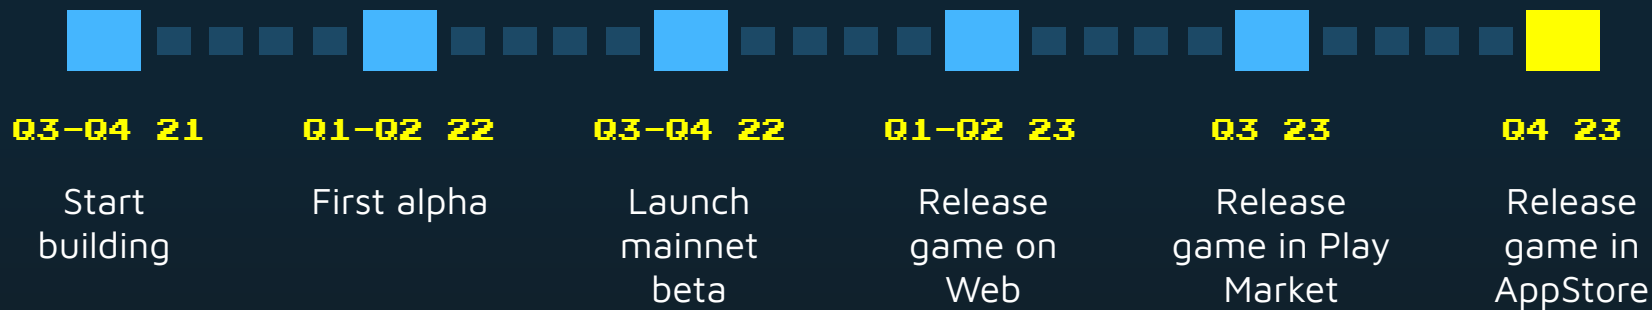 Q3-Q4 21
Start
building
Q1-Q2 22
First alpha
Q3-Q4 22
Launch
mainnet
beta
Q1-Q2 23
Release
game on
Web
Q3 23
Release
game in Play
Market
Q4 23
Release
game in
AppStore